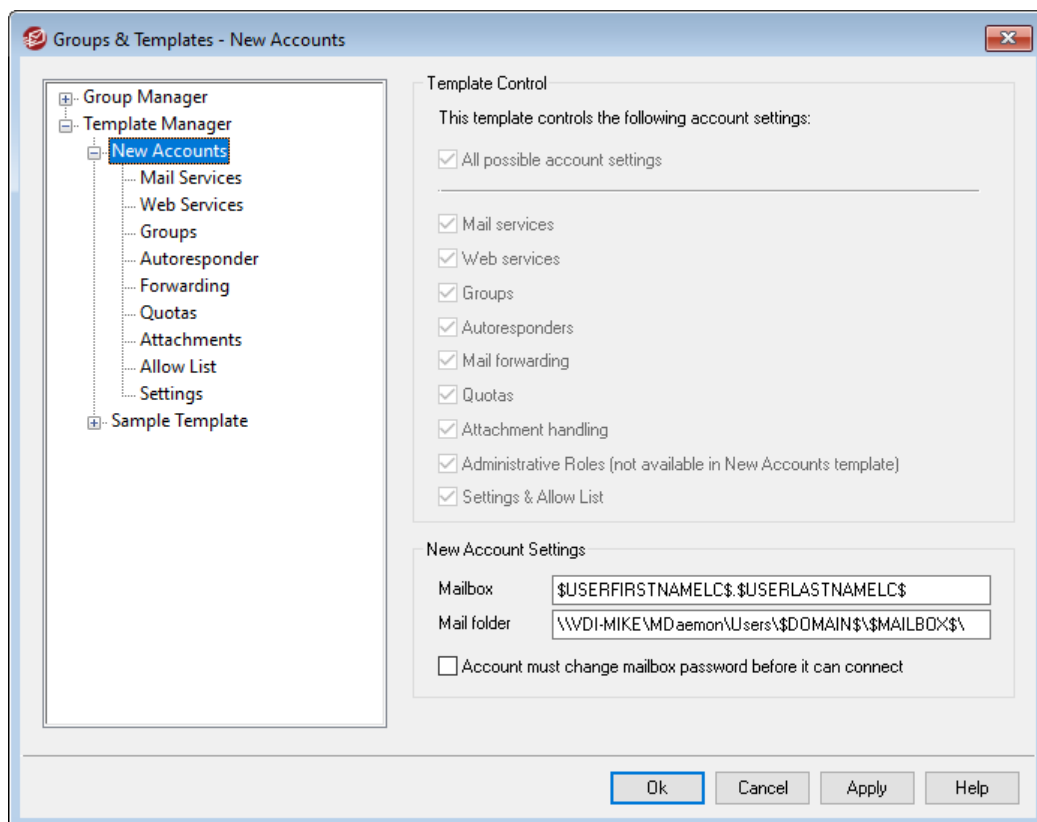 Groups & Templates - New Accounts
Group Manager
Template Manager
New Accounts
Mail Services
Web Services
Groups
Autoresponder
Forwarding
Quotas
Attachments
Allow List
Settings
Sample Template
Template Control
This template controls the following account settings:
All possible account settings
Mail services
Web services
Groups
Autoresponders
Mail forwarding
Quotas
Attachment handling
Administrative Roles (not available in New Accounts template)
Settings & Allow List
New Account Settings
Mailbox $USERFIRSTNAMELC$.$USERLASTNAMELC$
Mail folder \\VDI-MIKE\MDaemon\Users\$DOMAIN$\$MAILBOX$\
Account must change mailbox password before it can connect
Ok Cancel Apply Help